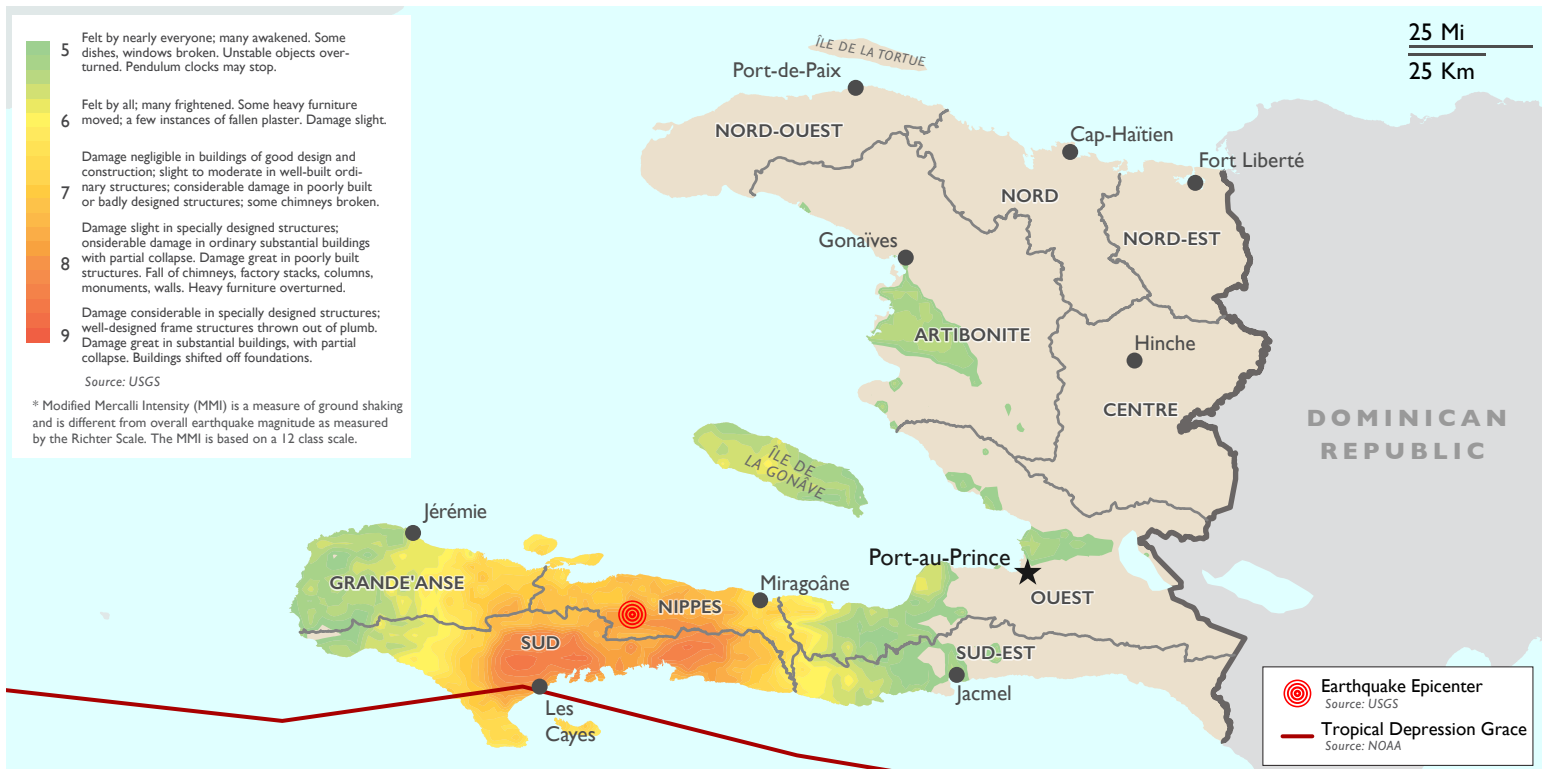 5
Felt by nearly everyone; many awakened. Some
dishes, windows broken. Unstable objects over-
turned. Pendulum clocks may stop.
6
Felt by all; many frightened. Some heavy furniture
moved; a few instances of fallen plaster. Damage slight.
7
Damage negligible in buildings of good design and
construction; slight to moderate in well-built ordi-
nary structures; considerable damage in poorly built
or badly designed structures; some chimneys broken.
8
Damage slight in specially designed structures;
onsiderable damage in ordinary substantial buildings
with partial collapse. Damage great in poorly built
structures. Fall of chimneys, factory stacks, columns,
monuments, walls. Heavy furniture overturned.
9
Damage considerable in specially designed structures;
well-designed frame structures thrown out of plumb.
Damage great in substantial buildings, with partial
collapse. Buildings shifted off foundations.
Source: USGS
* Modified Mercalli Intensity (MMI) is a measure of ground shaking
and is different from overall earthquake magnitude as measured
by the Richter Scale. The MMI is based on a 12 class scale.
25 Mi
25 Km
ÎLE DE LA TORTUE
Port-de-Paix
NORD-OUEST
Cap-Haïtien
Fort Liberté
NORD
NORD-EST
Gonaïves
ARTIBONITE
Hinche
CENTRE
DOMINICAN
REPUBLIC
ÎLE DE
LA GONÂVE
Jérémie
Port-au-Prince
GRANDE'ANSE
Miragoâne
NIPPES
OUEST
SUD
SUD-EST
Jacmel
Les
Cayes
Earthquake Epicenter
Source: USGS
Tropical Depression Grace
Source: NOAA